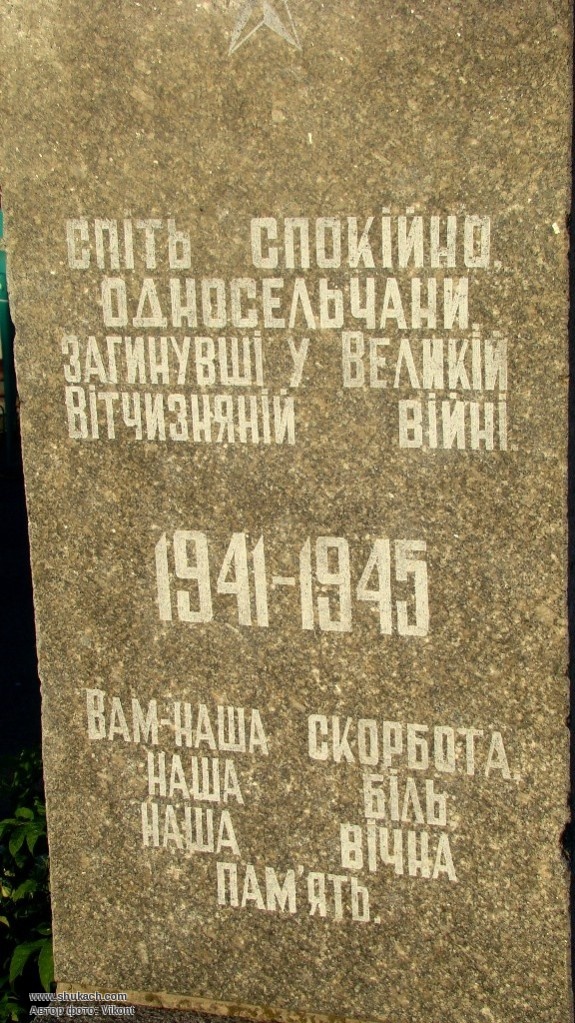 СПІТЬ СПОКІЙНО,
ОДНОСЕЛЬЧАНИ,
ЗАГИНУВШІ У ВЕЛИКІЙ
ВІТЧИЗНЯНІЙ ВІЙНІ.
1941-1945
ВАМ-НАША СКОРБОТА,
НАША БІЛЬ,
НАША ВІЧНА
ПАМ'ЯТЬ.
www.shukach.com
Автор фото: Vikont